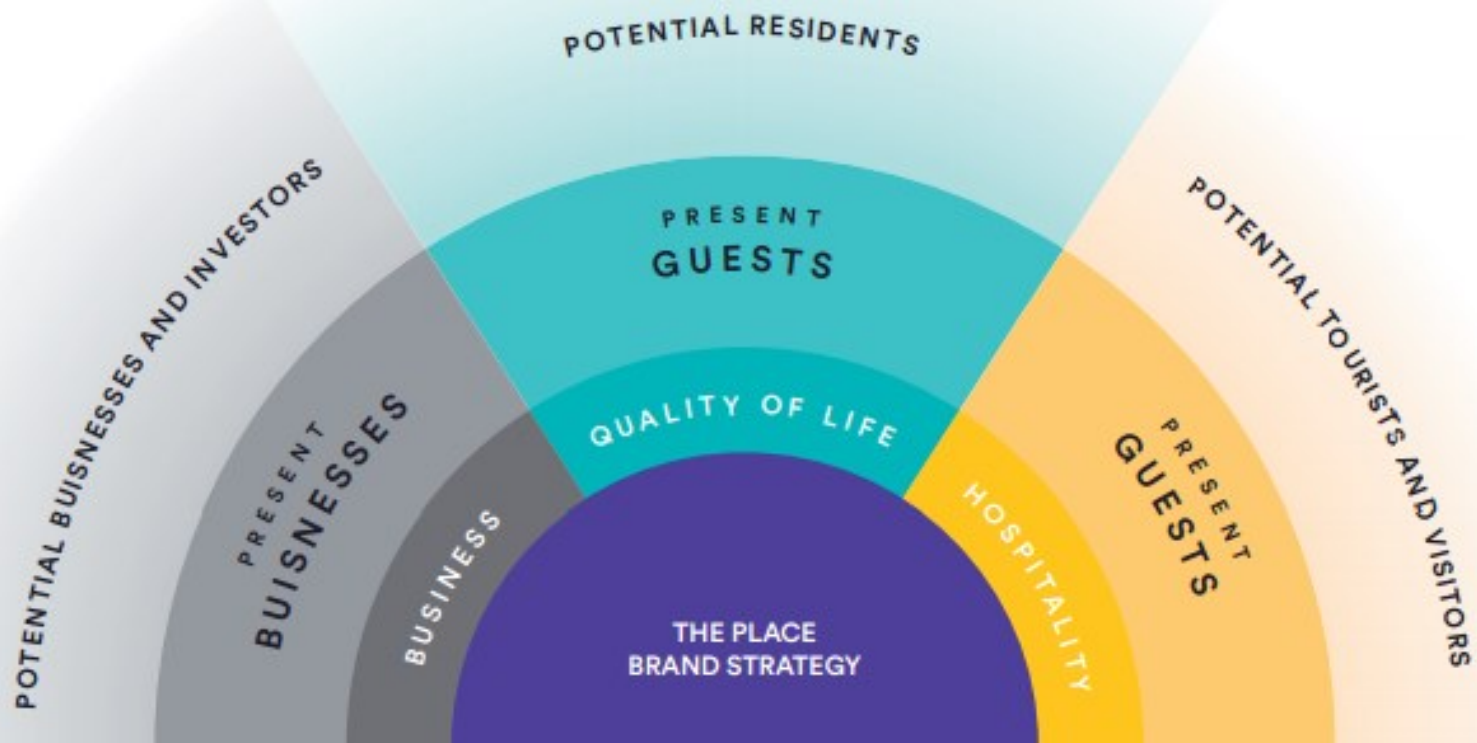 POTENTIAL RESIDENTS
POTENTIAL BUISNESSES AND INVESTORS
POTENTIAL TOURISTS AND VISITORS
PRESENT
GUESTS
PRESENT
BUISNESSES
PRESENT
GUESTS
QUALITY OF LIFE
BUSINESS
HOSPITALITY
THE PLACE
BRAND STRATEGY